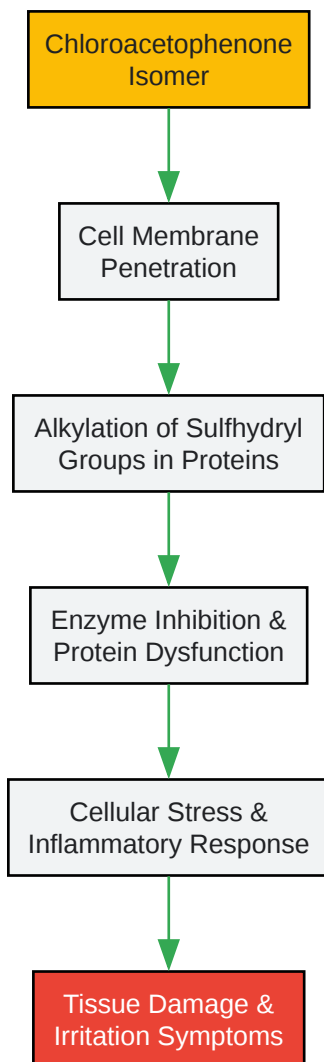 Chloroacetophenone
Isomer
Cell Membrane
Penetration
Alkylation of Sulfhydryl
Groups in Proteins
Enzyme Inhibition &
Protein Dysfunction
Cellular Stress &
Inflammatory Response
Tissue Damage &
Irritation Symptoms